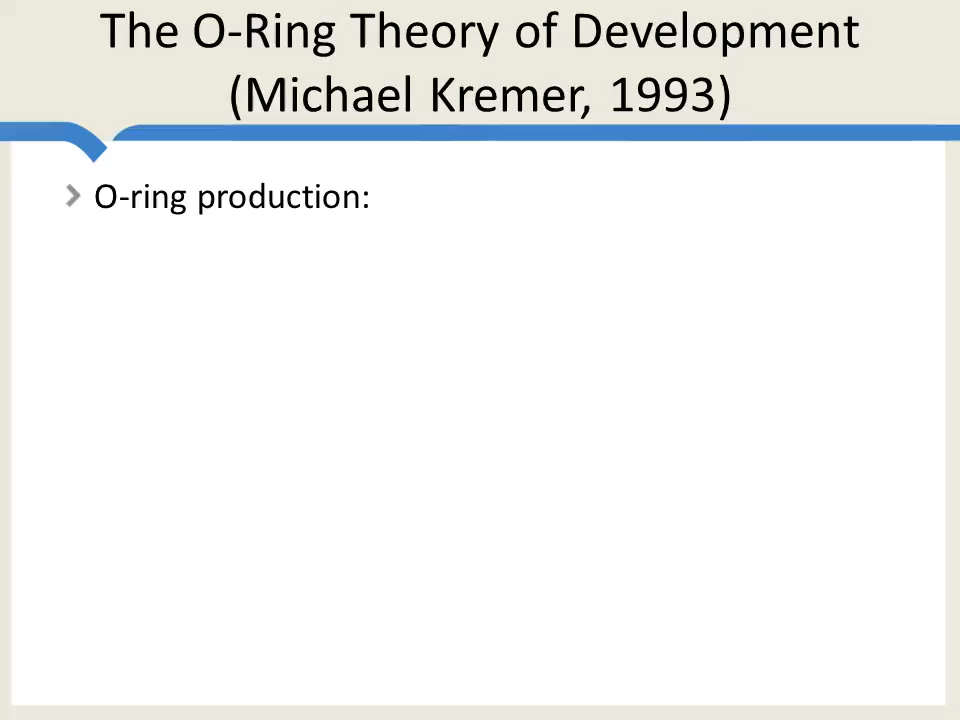 The O-Ring Theory of Development
(Michael Kremer, 1993)
O-ring production: